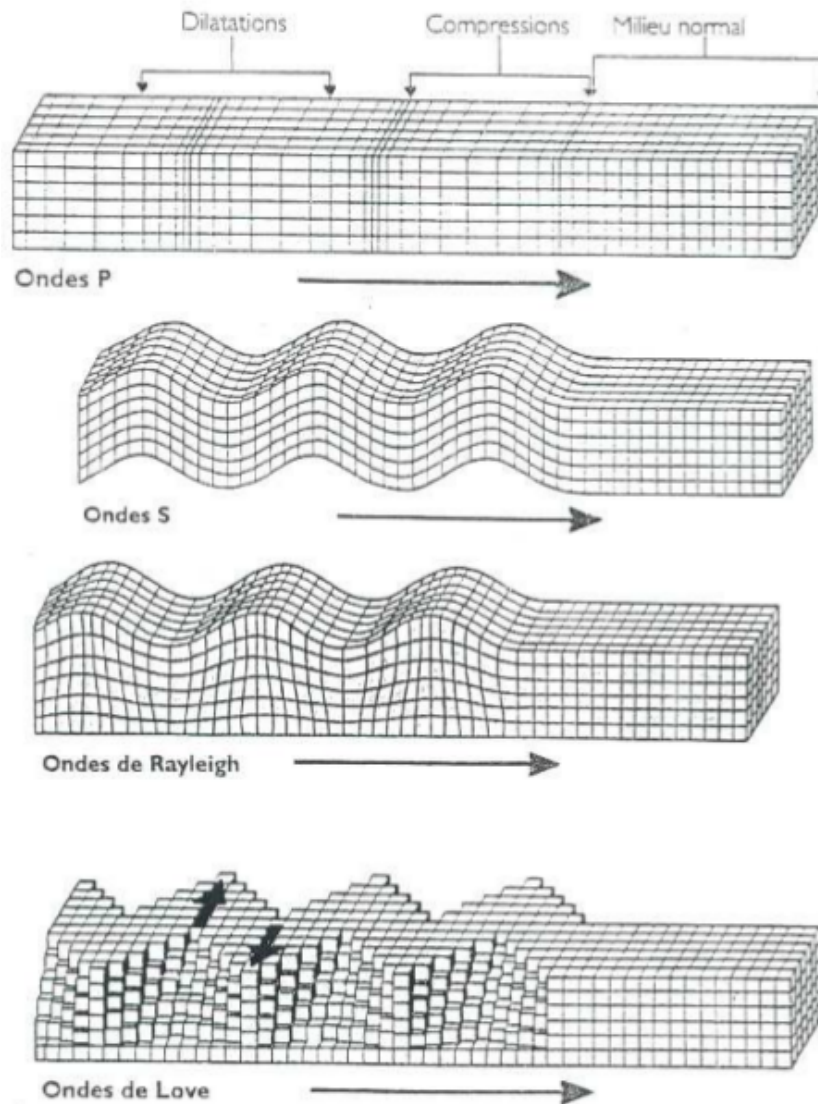 Dilatations Compressions Milieu normal
Ondes P
Ondes S
Ondes de Rayleigh
Ondes de Love